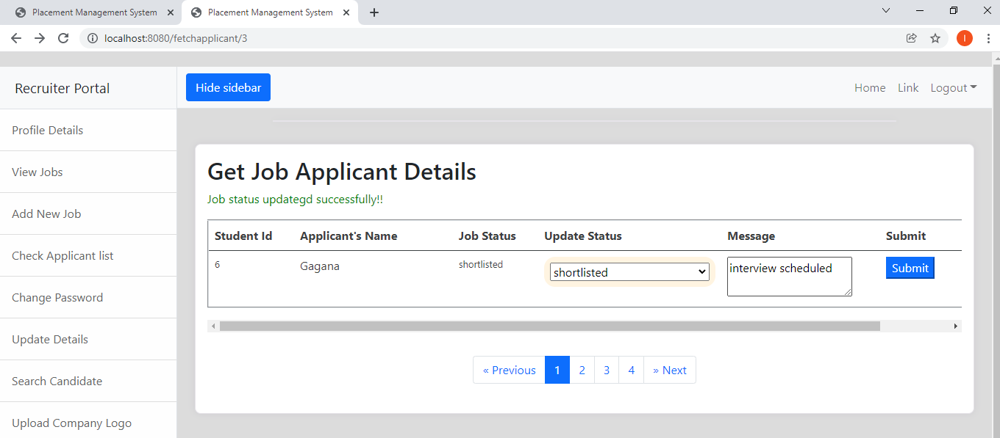 Placement Management System Placement Management System
localhost:8080/fetchapplicant/3 I
Recruiter Portal Hide sidebar Home Link Logout
Profile Details
View Jobs
Add New Job
Check Applicant list
Change Password
Update Details
Search Candidate
Upload Company Logo
Get Job Applicant Details
Job status updategd successfully!!
Student Id Applicant's Name Job Status Update Status Message Submit
6 Gagana shortlisted shortlisted interview scheduled Submit
« Previous 1 2 3 4 » Next